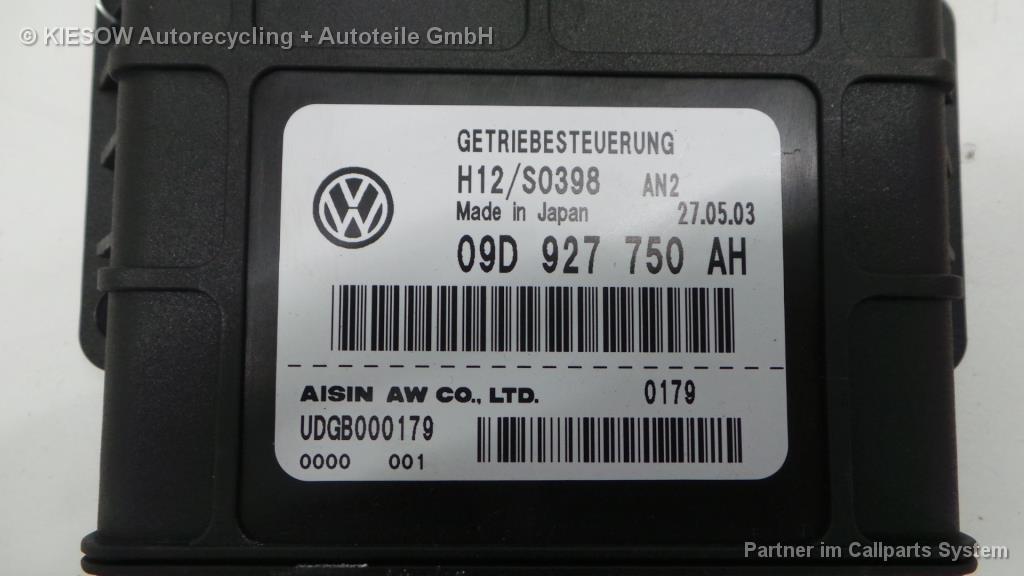 © KIESOW Autorecycling + Autoteile GmbH
GETRIEBESTEUERUNG
H12/S0398 AN2
Made in Japan 27.05.03
09D 927 750 AH
AISIN AW CO., LTD. 0179
UDGB000179
0000 001
Partner im Callparts System